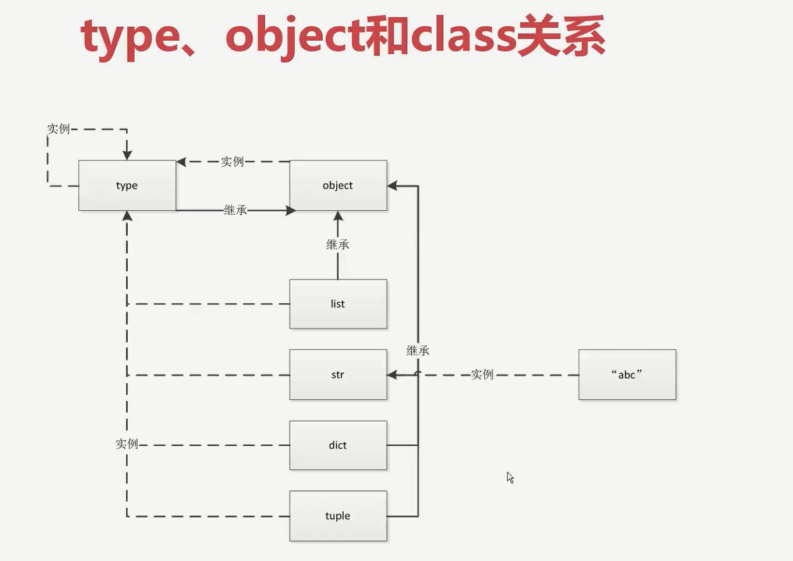 type、object和class关系
实例
type
实例
object
继承
继承
list
继承
str
实例
“abc”
实例
dict
tuple